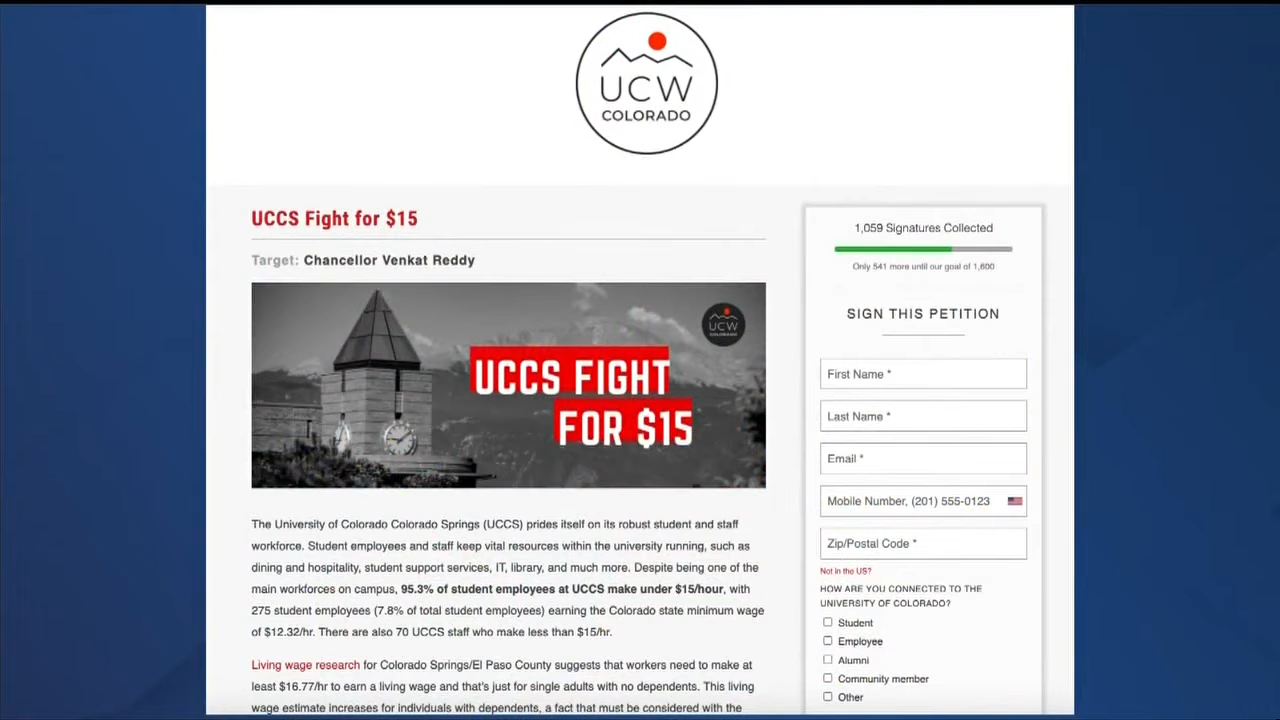 UCW
COLORADO
UCCS Fight for $15
Target: Chancellor Venkat Reddy
UCW
COLORADO
UCCS FIGHT
FOR $15
The University of Colorado Colorado Springs (UCCS) prides itself on its robust student and staff
workforce. Student employees and staff keep vital resources within the university running, such as
dining and hospitality, student support services, IT, library, and much more. Despite being one of the
main workforces on campus, 95.3% of student employees at UCCS make under $15/hour, with
275 student employees (7.8% of total student employees) earning the Colorado state minimum wage
of $12.32/hr. There are also 70 UCCS staff who make less than $15/hr.
Living wage research for Colorado Springs/El Paso County suggests that workers need to make at
least $16.77/hr to earn a living wage and that's just for single adults with no dependents. This living
wage estimate increases for individuals with dependents, a fact that must be considered with the
1,059 Signatures Collected
Only 541 more until our goal of 1,600
SIGN THIS PETITION
First Name *
Last Name *
Email *
Mobile Number, (201) 555-0123
Zip/Postal Code *
Not in the US?
HOW ARE YOU CONNECTED TO THE
UNIVERSITY OF COLORADO?
Student
Employee
Alumni
Community member
Other